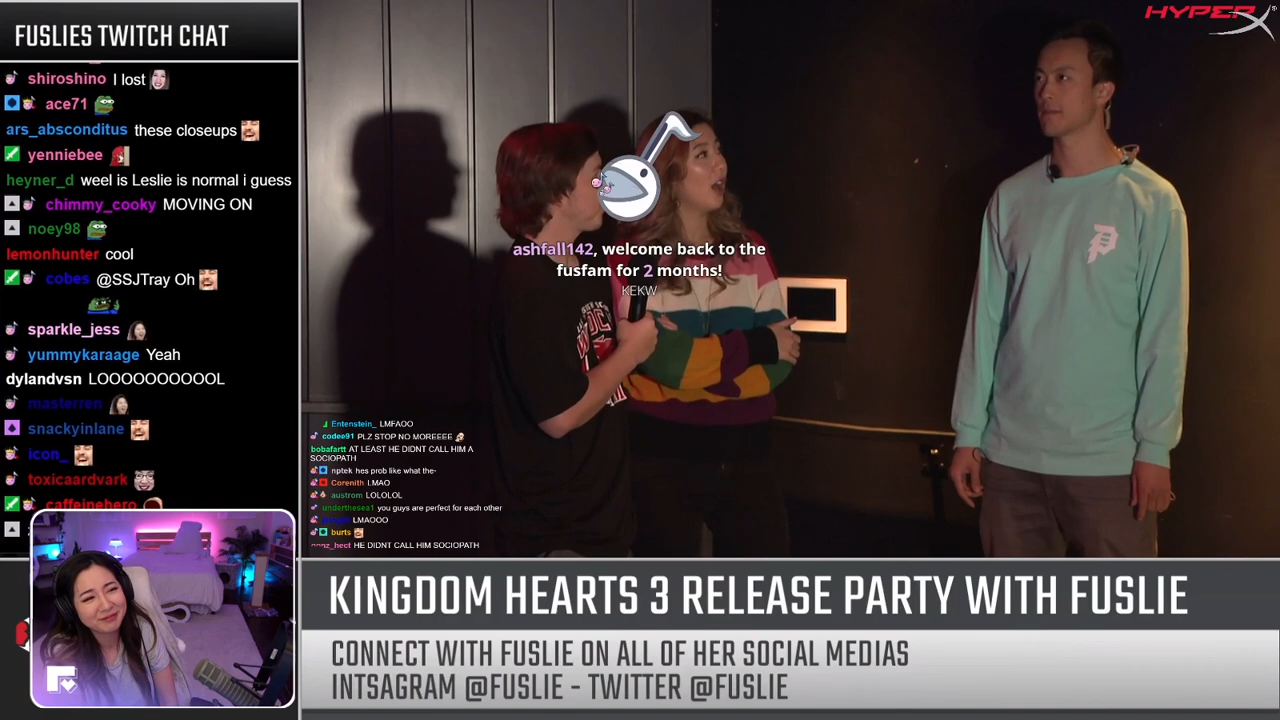 FUSLIES TWITCH CHAT
shiroshino I lost
ace71
ars_absconditus these closeups
yenniebee
heyner_d weel is Leslie is normal i guess
chimmy_cooky MOVING ON
noey98
lemonhunter cool
cobes @SSJTray Oh
sparkle_jess
yummykaraage Yeah
dylandvsn LOOOOOOOOOOL
masterren
snackyinlane
icon_
toxicaardvark
caffeinehero
HYPERX
ashfall142, welcome back to the
fusfam for 2 months!
KEKW
Entenstein_ LMFAOO
codee91 PLZ STOP NO MOREEEE
bobafartt AT LEAST HE DIDNT CALL HIM A
SOCIOPATH
nptek hes prob like what the-
Corenith LMAO
austrom LOLOLOL
underthesea1 you guys are perfect for each other
LMAOOO
burts
HE DIDNT CALL HIM SOCIOPATH
KINGDOM HEARTS 3 RELEASE PARTY WITH FUSLIE
CONNECT WITH FUSLIE ON ALL OF HER SOCIAL MEDIAS
INTSAGRAM @FUSLIE - TWITTER @FUSLIE